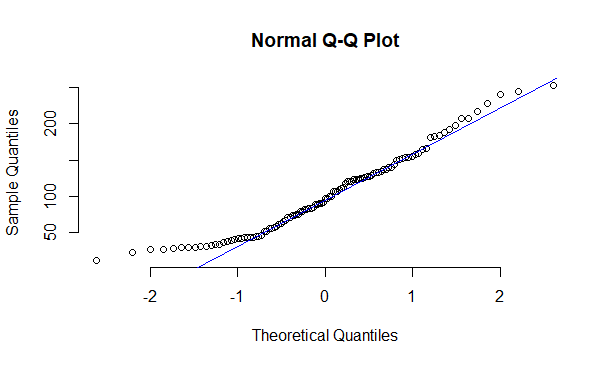 Normal Q-Q Plot
Sample Quantiles
200
100
50
-2 -1 0 1 2
Theoretical Quantiles